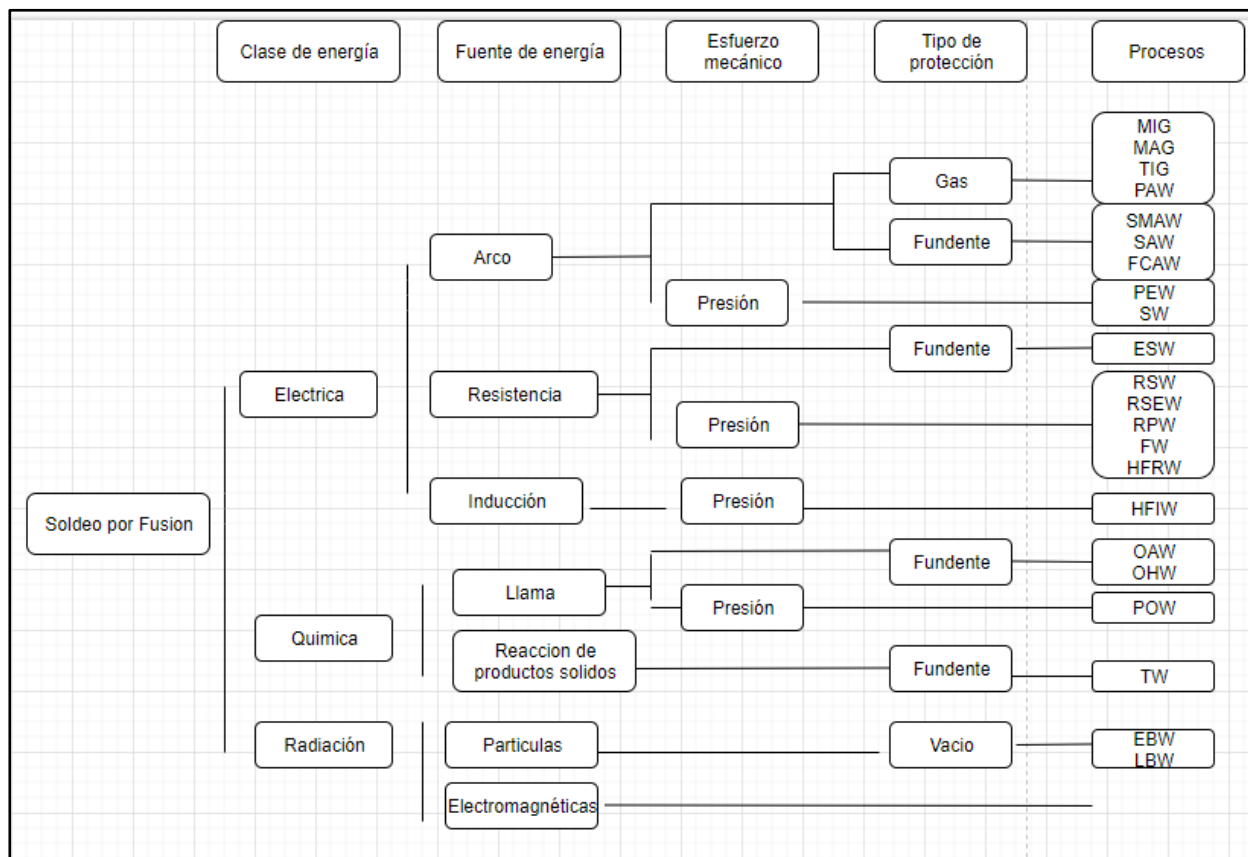 Clase de energía
Fuente de energía
Esfuerzo
mecánico
Tipo de
protección
Procesos
MIG
MAG
TIG
PAW
Gas
SMAW
SAW
FCAW
Fundente
Arco
Presión
PEW
SW
Fundente
ESW
Electrica
Resistencia
Presión
RSW
RSEW
RPW
FW
HFRW
Inducción
Presión
HFIW
Soldeo por Fusion
Fundente
OAW
OHW
Llama
Presión
POW
Quimica
Reaccion de
productos solidos
Fundente
TW
Radiación
Particulas
Vacio
EBW
LBW
Electromagnéticas